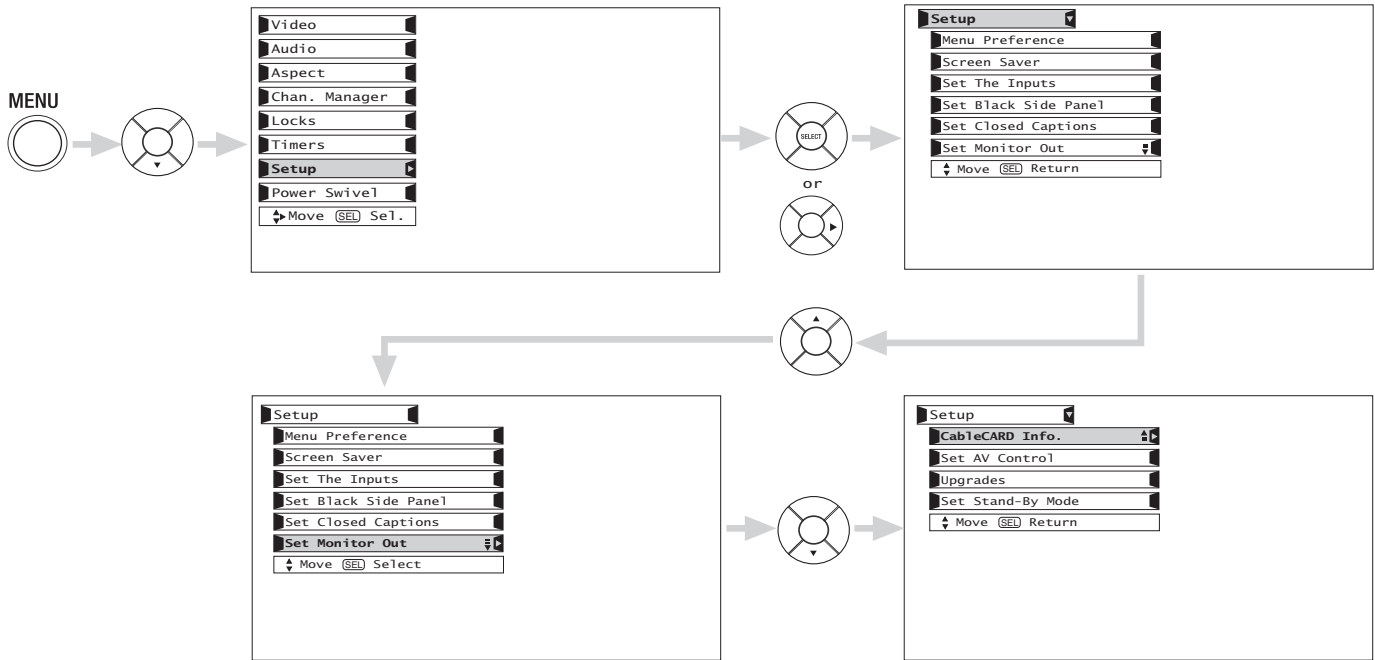 MENU
Video
Audio
Aspect
Chan. Manager
Locks
Timers
Setup
Power Swivel
Move SEL Sel.
SELECT
or
Setup
Menu Preference
Screen Saver
Set The Inputs
Set Black Side Panel
Set Closed Captions
Set Monitor Out
Move SEL Return
Setup
Menu Preference
Screen Saver
Set The Inputs
Set Black Side Panel
Set Closed Captions
Set Monitor Out
Move SEL Select
Setup
CableCARD Info.
Set AV Control
Upgrades
Set Stand-By Mode
Move SEL Return